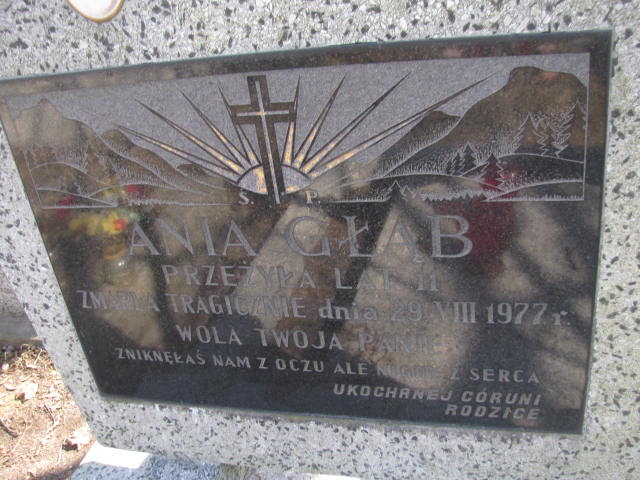 Ś. P.
ANIA GŁĄB
PRZEŻYŁA LAT 11
ZMARŁA TRAGICZNIE dnia 29 VIII 1977 r.
WOLA TWOJA PANIE
ZNIKNĘŁAŚ NAM Z OCZU ALE NIGDY Z SERCA
UKOCHANEJ CÓRUNI
RODZICE